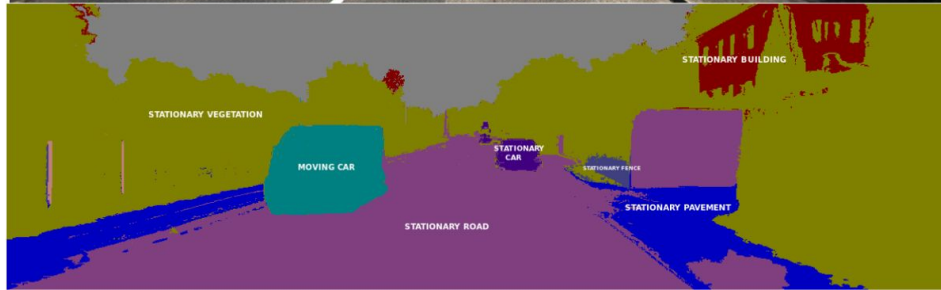 STATIONARY BUILDING
STATIONARY VEGETATION
STATIONARY
CAR
MOVING CAR
STATIONARY FENCE
STATIONARY PAVEMENT
STATIONARY ROAD